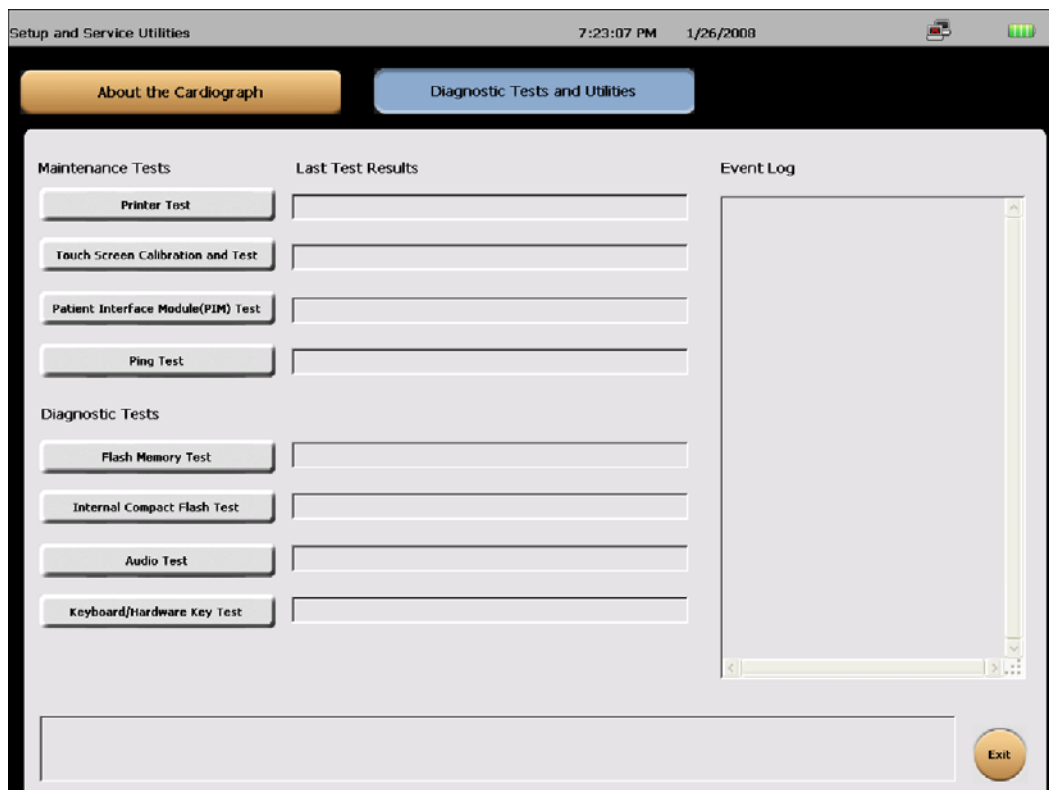 Setup and Service Utilities 7:23:07 PM 1/26/2008
About the Cardiograph Diagnostic Tests and Utilities
Maintenance Tests Last Test Results Event Log
Printer Test
Touch Screen Calibration and Test
Patient Interface Module(PIM) Test
Ping Test
Diagnostic Tests
Flash Memory Test
Internal Compact Flash Test
Audio Test
Keyboard/Hardware Key Test
Exit